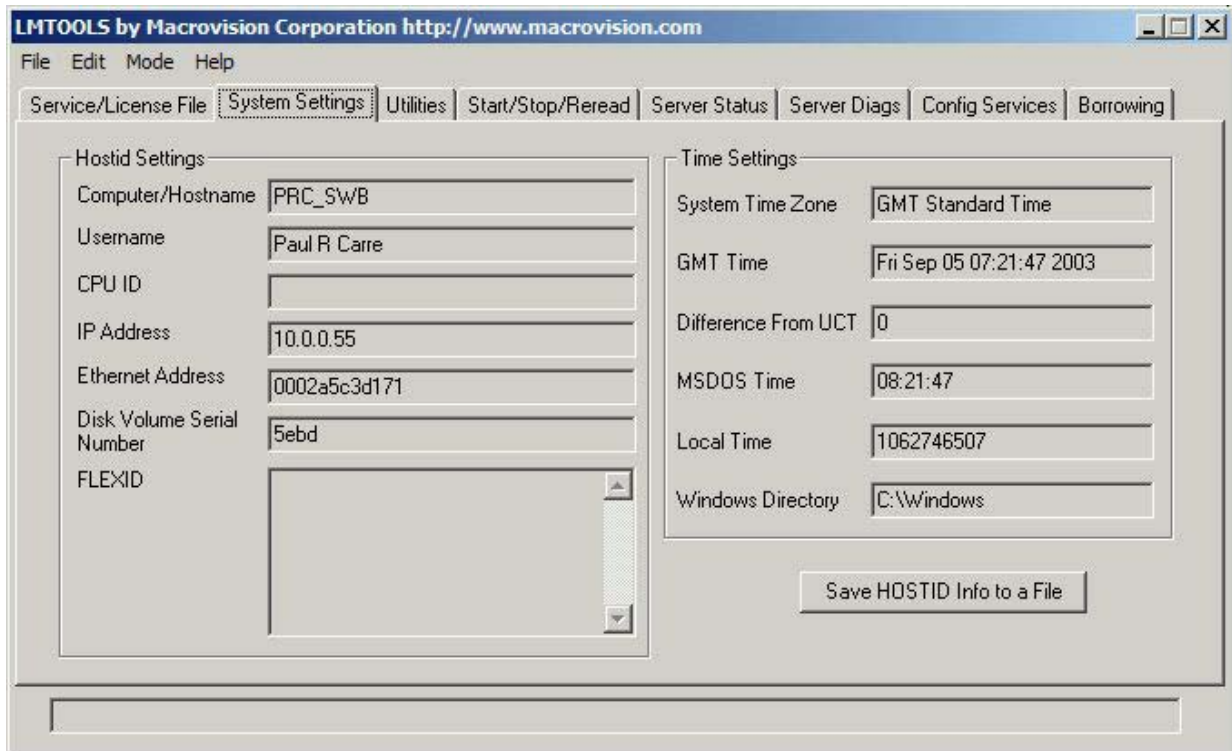 LMTOOLS by Macrovision Corporation http://www.macrovision.com
File Edit Mode Help
Service/License File System Settings Utilities Start/Stop/Reread Server Status Server Diags Config Services Borrowing
Hostid Settings
Computer/Hostname PRC_SWB
Username Paul R Carre
CPU ID
IP Address 10.0.0.55
Ethernet Address 0002a5c3d171
Disk Volume Serial
Number 5ebd
FLEXID
Time Settings
System Time Zone GMT Standard Time
GMT Time Fri Sep 05 07:21:47 2003
Difference From UCT 0
MSDOS Time 08:21:47
Local Time 1062746507
Windows Directory C:\Windows
Save HOSTID Info to a File